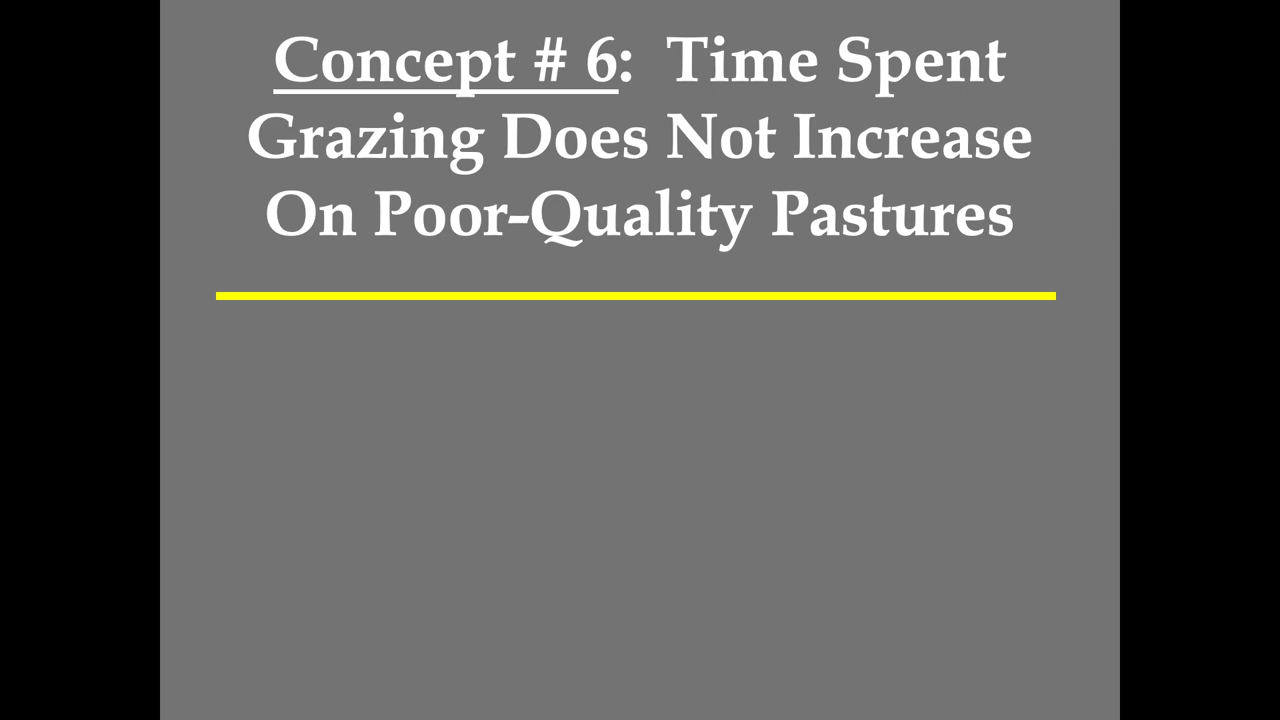 Concept # 6:  Time Spent
Grazing Does Not Increase
On Poor-Quality Pastures